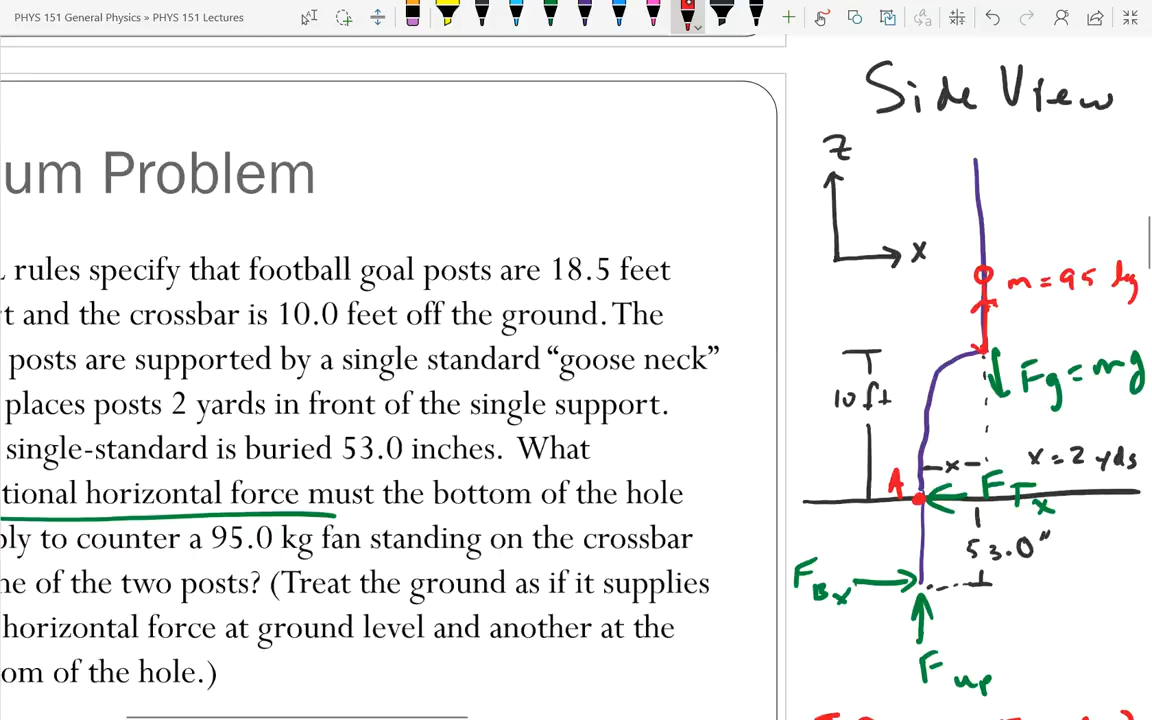 PHYS 151 General Physics » PHYS 151 Lectures
um Problem
rules specify that football goal posts are 18.5 feet
t and the crossbar is 10.0 feet off the ground. The
posts are supported by a single standard “goose neck”
places posts 2 yards in front of the single support.
single-standard is buried 53.0 inches. What
tional horizontal force must the bottom of the hole
ly to counter a 95.0 kg fan standing on the crossbar
ne of the two posts? (Treat the ground as if it supplies
horizontal force at ground level and another at the
om of the hole.)
Side View
z
x
m = 95 kg
Fg = mg
10 ft
x
x = 2 yds
A
F Tx
53.0"
F Bx
F up